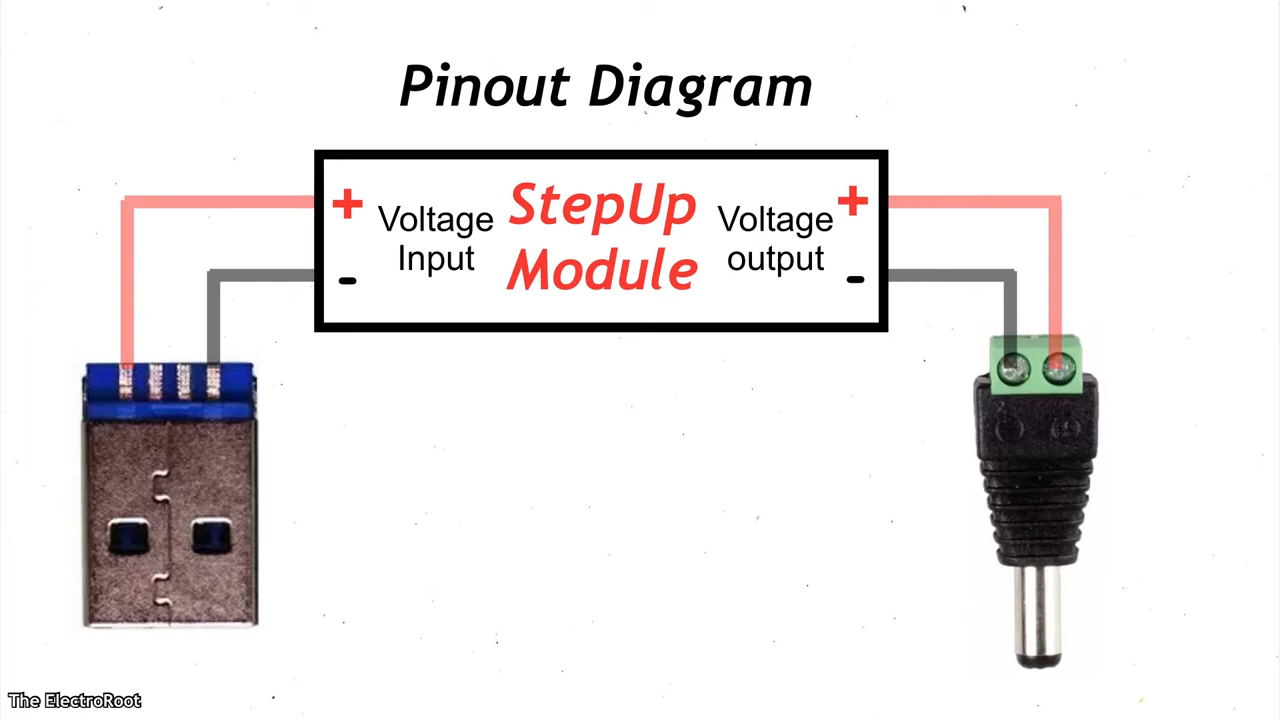 Pinout Diagram
+ Voltage StepUp Voltage +
- Input Module output -
The ElectroRoot